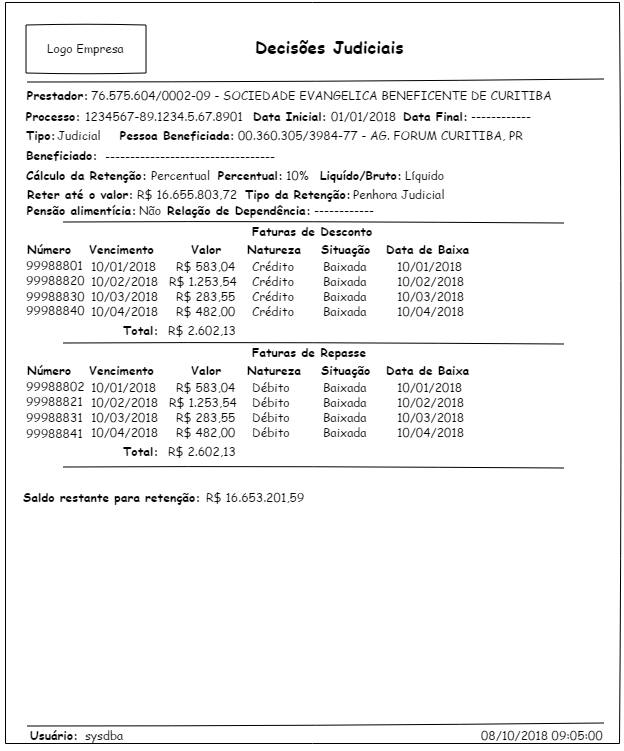 Logo Empresa
Decisões Judiciais
Prestador: 76.575.604/0002-09 - SOCIEDADE EVANGELICA BENEFICENTE DE CURITIBA
Processo: 1234567-89.1234.5.67.8901 Data Inicial: 01/01/2018 Data Final: ------------
Tipo: Judicial Pessoa Beneficiada: 00.360.305/3984-77 - AG. FORUM CURITIBA, PR
Beneficiado: ----------------------------------
Cálculo da Retenção: Percentual Percentual: 10% Liquído/Bruto: Líquido
Reter até o valor: R$ 16.655.803,72 Tipo da Retenção: Penhora Judicial
Pensão alimentícia: Não Relação de Dependência: ------------
Faturas de Desconto
Número Vencimento Valor Natureza Situação Data de Baixa
99988801 10/01/2018 R$ 583,04 Crédito Baixada 10/01/2018
99988820 10/02/2018 R$ 1.253,54 Crédito Baixada 10/02/2018
99988830 10/03/2018 R$ 283,55 Crédito Baixada 10/03/2018
99988840 10/04/2018 R$ 482,00 Crédito Baixada 10/04/2018
Total: R$ 2.602,13
Faturas de Repasse
Número Vencimento Valor Natureza Situação Data de Baixa
99988802 10/01/2018 R$ 583,04 Débito Baixada 10/01/2018
99988821 10/02/2018 R$ 1.253,54 Débito Baixada 10/02/2018
99988831 10/03/2018 R$ 283,55 Débito Baixada 10/03/2018
99988841 10/04/2018 R$ 482,00 Débito Baixada 10/04/2018
Total: R$ 2.602,13
Saldo restante para retenção: R$ 16.653.201,59
Usuário: sysdba 08/10/2018 09:05:00